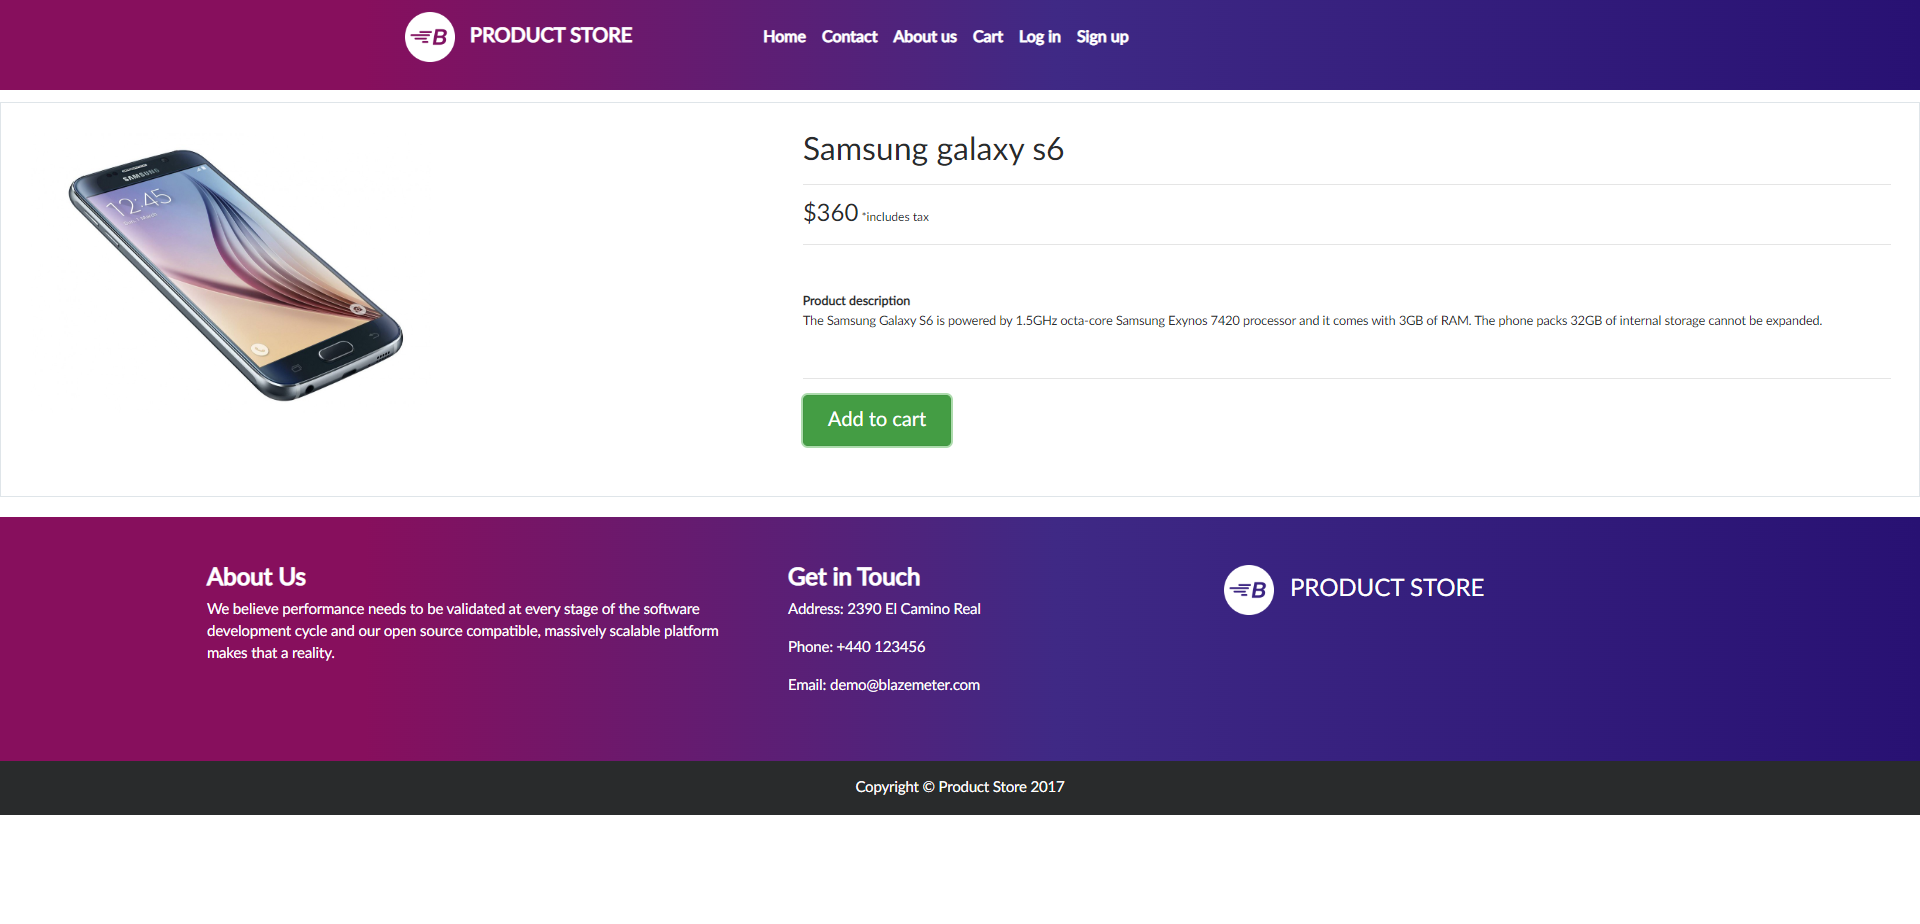 B PRODUCT STORE
Home Contact About us Cart Log in Sign up
SAMSUNG
12:45
Samsung galaxy s6
$360 *includes tax
Product description
The Samsung Galaxy S6 is powered by 1.5GHz octa-core Samsung Exynos 7420 processor and it comes with 3GB of RAM. The phone packs 32GB of internal storage cannot be expanded.
Add to cart
About Us
We believe performance needs to be validated at every stage of the software
development cycle and our open source compatible, massively scalable platform
makes that a reality.
Get in Touch
Address: 2390 El Camino Real
Phone: +440 123456
Email: demo@blazemeter.com
B PRODUCT STORE
Copyright © Product Store 2017